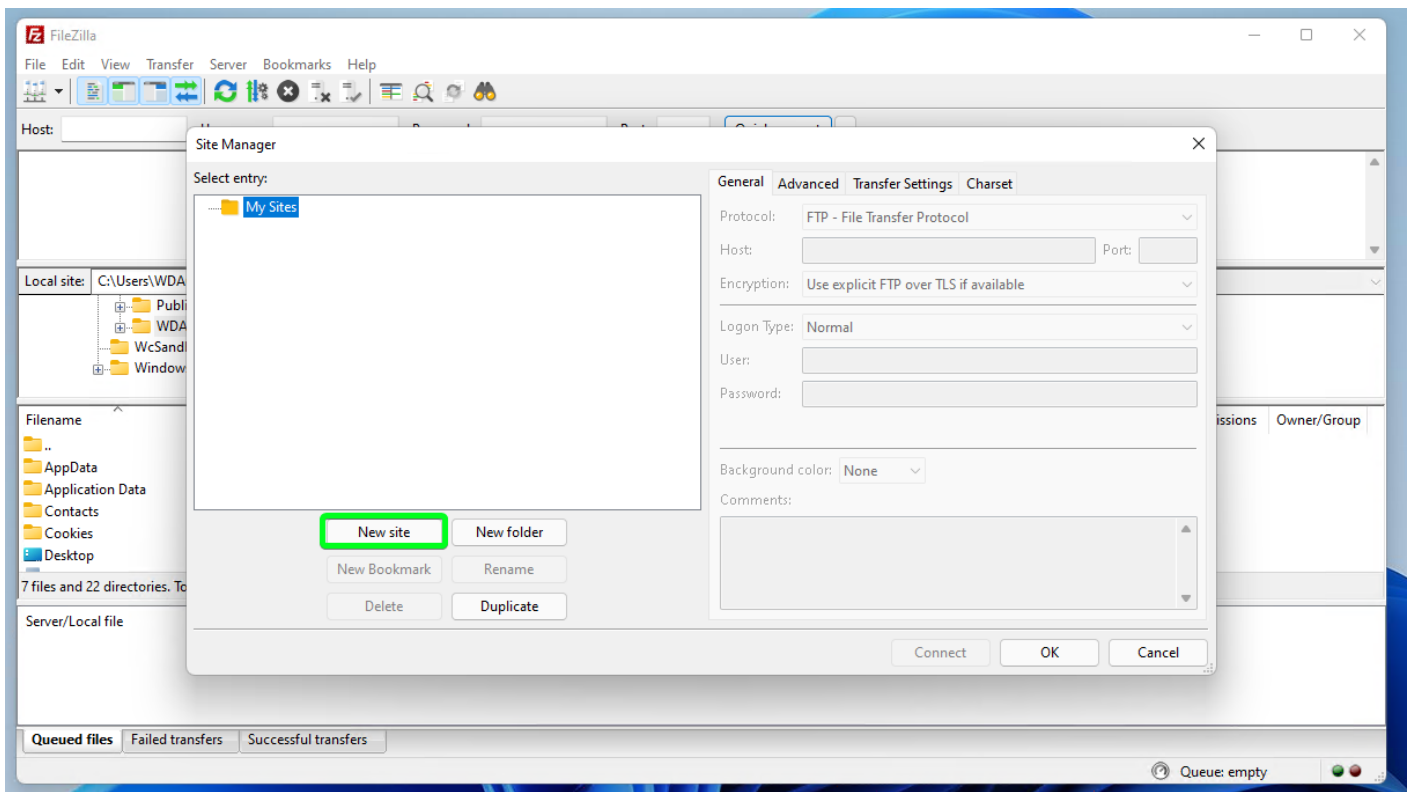 FileZilla
File Edit View Transfer Server Bookmarks Help
Host:
Site Manager
Select entry:
My Sites
General Advanced Transfer Settings Charset
Protocol: FTP - File Transfer Protocol
Host: Port:
Encryption: Use explicit FTP over TLS if available
Logon Type: Normal
User:
Password:
Background color: None
Comments:
New site New folder
New Bookmark Rename
Delete Duplicate
Connect OK Cancel
Local site: C:\Users\WDA
Publi
WDA
WcSand
Window
Filename
..
AppData
Application Data
Contacts
Cookies
Desktop
issions Owner/Group
7 files and 22 directories. To
Server/Local file
Queued files Failed transfers Successful transfers
Queue: empty